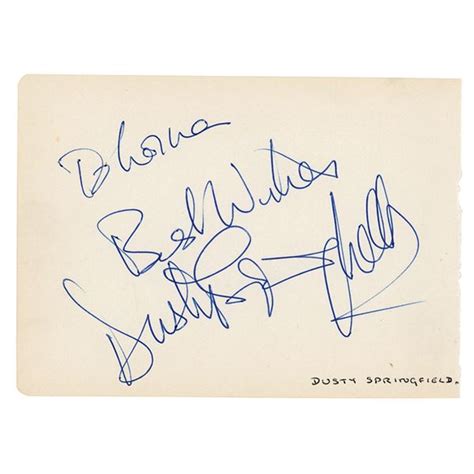 To Lorna
Best Wishes
Dusty Springfield
DUSTY SPRINGFIELD.